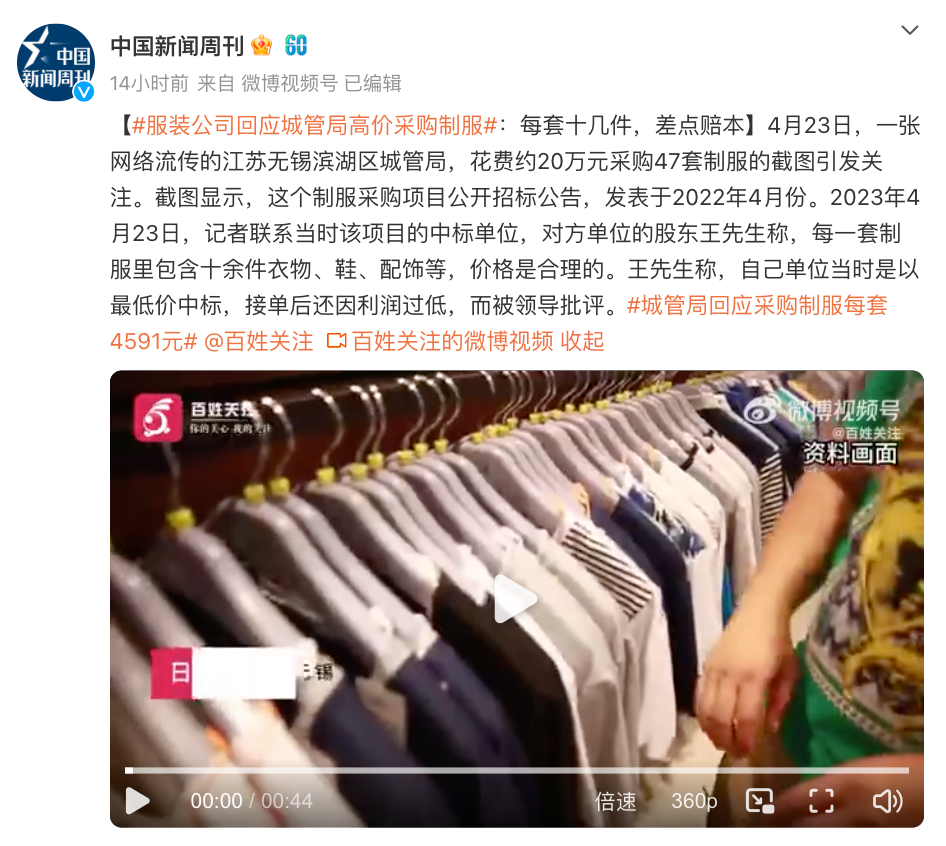 中国
新闻周刊
中国新闻周刊
14小时前 来自 微博视频号 已编辑
【#服装公司回应城管局高价采购制服#：每套十几件，差点赔本】4月23日，一张
网络流传的江苏无锡滨湖区城管局，花费约20万元采购47套制服的截图引发关
注。截图显示，这个制服采购项目公开招标公告，发表于2022年4月份。2023年4
月23日，记者联系当时该项目的中标单位，对方单位的股东王先生称，每一套制
服里包含十余件衣物、鞋、配饰等，价格是合理的。王先生称，自己单位当时是以
最低价中标，接单后还因利润过低，而被领导批评。#城管局回应采购制服每套
4591元# @百姓关注 百姓关注的微博视频 收起
百姓关注
你的关心 我的关注
微博视频号
@百姓关注
资料画面
日
锡
00:00 / 00:44
倍速
360p